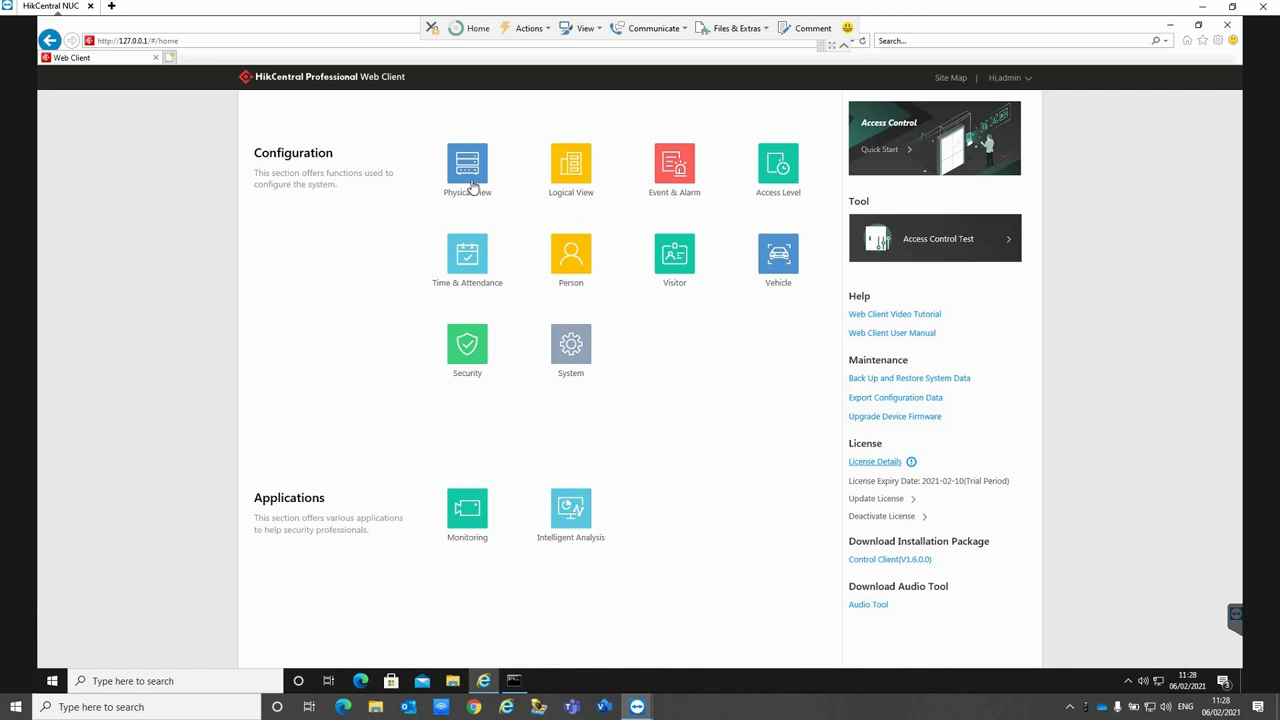 HikCentral NUC
Home
Actions
View
Communicate
Files & Extras
Comment
http://127.0.0.1/#/home
Search...
Web Client
HikCentral Professional Web Client
Site Map
Hi,admin
Configuration
This section offers functions used to
configure the system.
Logical View
Event & Alarm
Access Level
Time & Attendance
Person
Visitor
Vehicle
Security
System
Applications
This section offers various applications
to help security professionals.
Monitoring
Intelligent Analysis
Access Control
Quick Start
Tool
Access Control Test
Help
Web Client Video Tutorial
Web Client User Manual
Maintenance
Back Up and Restore System Data
Export Configuration Data
Upgrade Device Firmware
License
License Details
License Expiry Date: 2021-02-10(Trial Period)
Update License
Deactivate License
Download Installation Package
Control Client(V1.6.0.0)
Download Audio Tool
Audio Tool
Type here to search
11:28
06/02/2021
Type here to search
11:28
06/02/2021